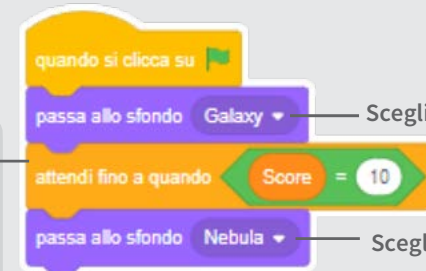 quando si clicca su
passa allo sfondo Galaxy
Scegli
attendi fino a quando Score = 10
passa allo sfondo Nebula
Scegl